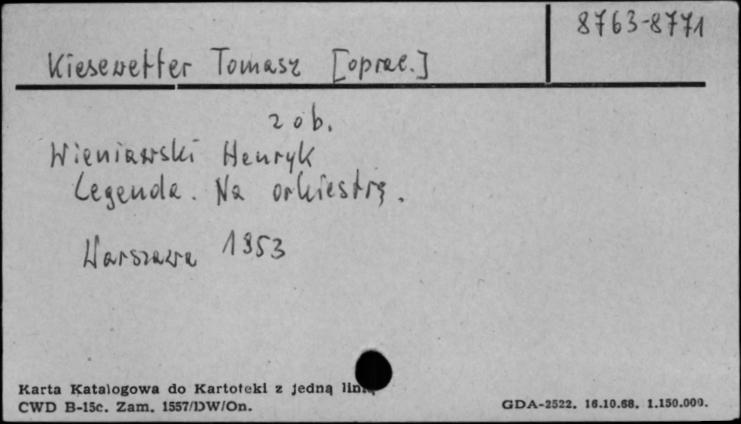 8763-8771
Kiesewetter Tomasz [oprac.]
zob.
Wieniawski Henryk
Legenda. Na orkiestrę.
Warszawa 1953
Karta Katalogowa do Kartoteki z jedną linią
CWD B-15c. Zam. 1557/DW/On.
GDA-2522. 16.10.68. 1.150.000.